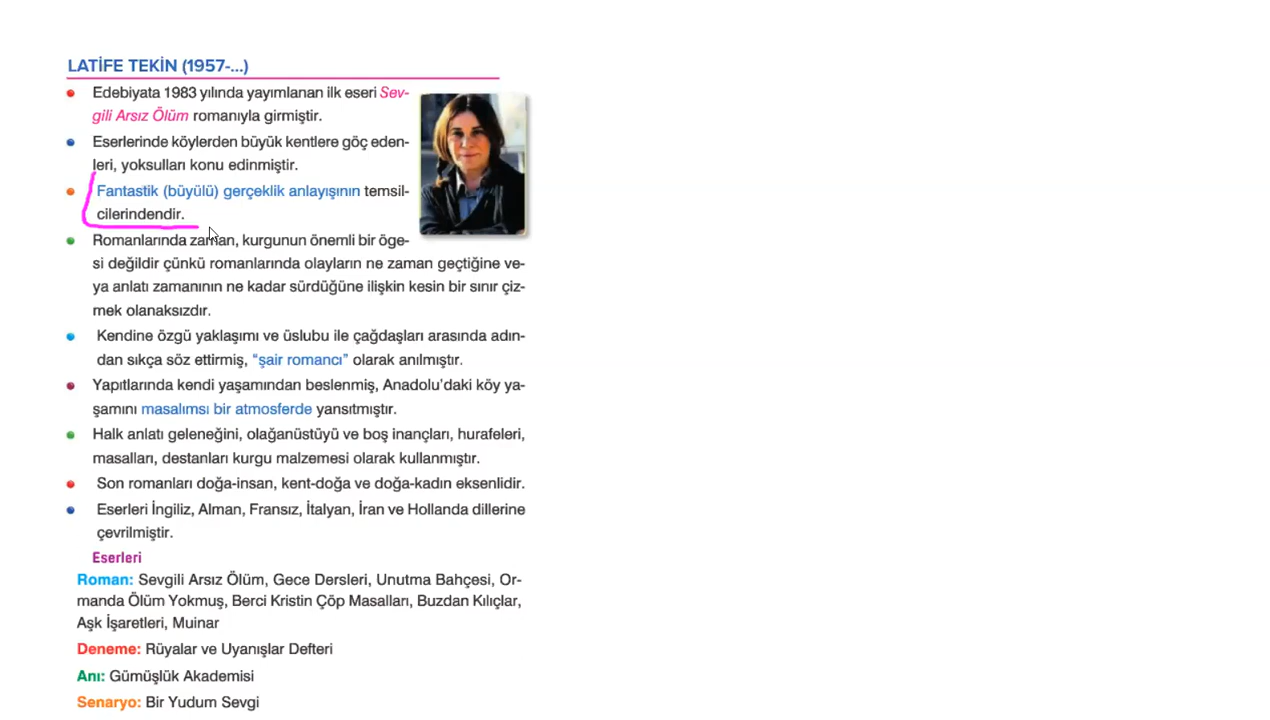 LATİFE TEKİN (1957-...)
Edebiyata 1983 yılında yayımlanan ilk eseri Sev-
gili Arsız Ölüm romanıyla girmiştir.
Eserlerinde köylerden büyük kentlere göç eden-
leri, yoksulları konu edinmiştir.
Fantastik (büyülü) gerçeklik anlayışının temsil-
cilerindendir.
Romanlarında zaman, kurgunun önemli bir öge-
si değildir çünkü romanlarında olayların ne zaman geçtiğine ve-
ya anlatı zamanının ne kadar sürdüğüne ilişkin kesin bir sınır çiz-
mek olanaksızdır.
Kendine özgü yaklaşımı ve üslubu ile çağdaşları arasında adın-
dan sıkça söz ettirmiş, “şair romancı” olarak anılmıştır.
Yapıtlarında kendi yaşamından beslenmiş, Anadolu’daki köy ya-
şamını masalımsı bir atmosferde yansıtmıştır.
Halk anlatı geleneğini, olağanüstüyü ve boş inançları, hurafeleri,
masalları, destanları kurgu malzemesi olarak kullanmıştır.
Son romanları doğa-insan, kent-doğa ve doğa-kadın eksenlidir.
Eserleri İngiliz, Alman, Fransız, İtalyan, İran ve Hollanda dillerine
çevrilmiştir.
Eserleri
Roman: Sevgili Arsız Ölüm, Gece Dersleri, Unutma Bahçesi, Or-
manda Ölüm Yokmuş, Berci Kristin Çöp Masalları, Buzdan Kılıçlar,
Aşk İşaretleri, Muinar
Deneme: Rüyalar ve Uyanışlar Defteri
Anı: Gümüşlük Akademisi
Senaryo: Bir Yudum Sevgi